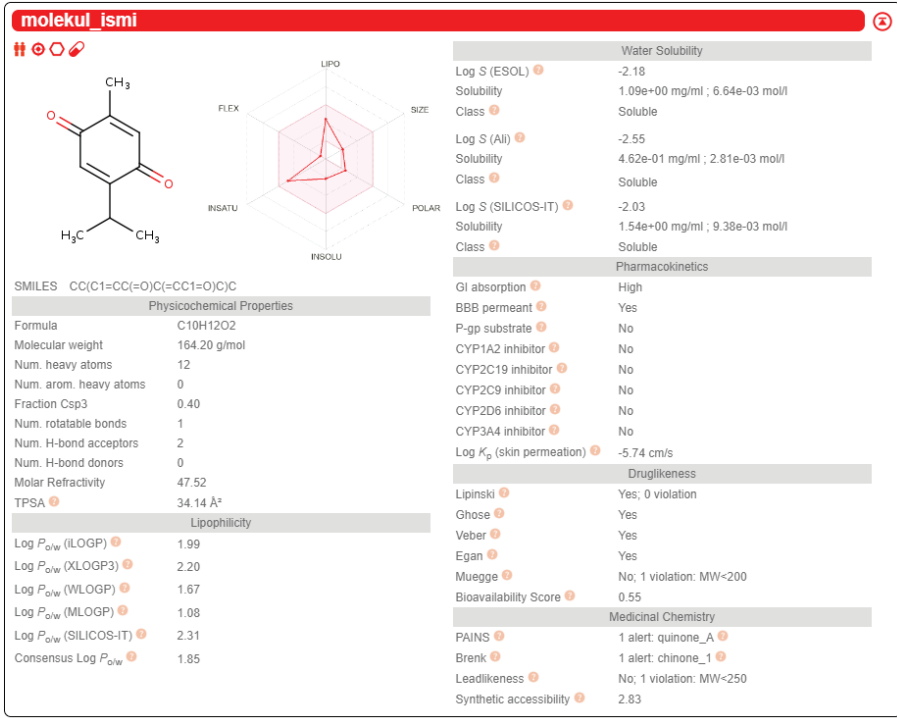 molekul_ismi
CH3
O
O
H3C
CH3
LIPO
FLEX
SIZE
INSATU
POLAR
INSOLU
SMILES CC(C1=CC(=O)C(=CC1=O)C)C
Physicochemical Properties
Formula C10H12O2
Molecular weight 164.20 g/mol
Num. heavy atoms 12
Num. arom. heavy atoms 0
Fraction Csp3 0.40
Num. rotatable bonds 1
Num. H-bond acceptors 2
Num. H-bond donors 0
Molar Refractivity 47.52
TPSA ? 34.14 Å²
Lipophilicity
Log Po/w (iLOGP) ? 1.99
Log Po/w (XLOGP3) ? 2.20
Log Po/w (WLOGP) ? 1.67
Log Po/w (MLOGP) ? 1.08
Log Po/w (SILICOS-IT) ? 2.31
Consensus Log Po/w ? 1.85
Water Solubility
Log S (ESOL) ? -2.18
Solubility 1.09e+00 mg/ml ; 6.64e-03 mol/l
Class ? Soluble
Log S (Ali) ? -2.55
Solubility 4.62e-01 mg/ml ; 2.81e-03 mol/l
Class ? Soluble
Log S (SILICOS-IT) ? -2.03
Solubility 1.54e+00 mg/ml ; 9.38e-03 mol/l
Class ? Soluble
Pharmacokinetics
GI absorption ? High
BBB permeant ? Yes
P-gp substrate ? No
CYP1A2 inhibitor ? No
CYP2C19 inhibitor ? No
CYP2C9 inhibitor ? No
CYP2D6 inhibitor ? No
CYP3A4 inhibitor ? No
Log Kp (skin permeation) ? -5.74 cm/s
Druglikeness
Lipinski ? Yes; 0 violation
Ghose ? Yes
Veber ? Yes
Egan ? Yes
Muegge ? No; 1 violation: MW<200
Bioavailability Score ? 0.55
Medicinal Chemistry
PAINS ? 1 alert: quinone_A ?
Brenk ? 1 alert: chinone_1 ?
Leadlikeness ? No; 1 violation: MW<250
Synthetic accessibility ? 2.83